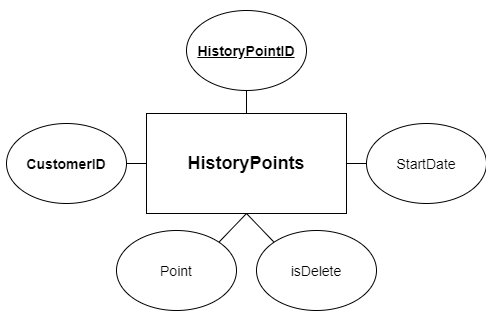 HistoryPointID
CustomerID
HistoryPoints
StartDate
Point
isDelete